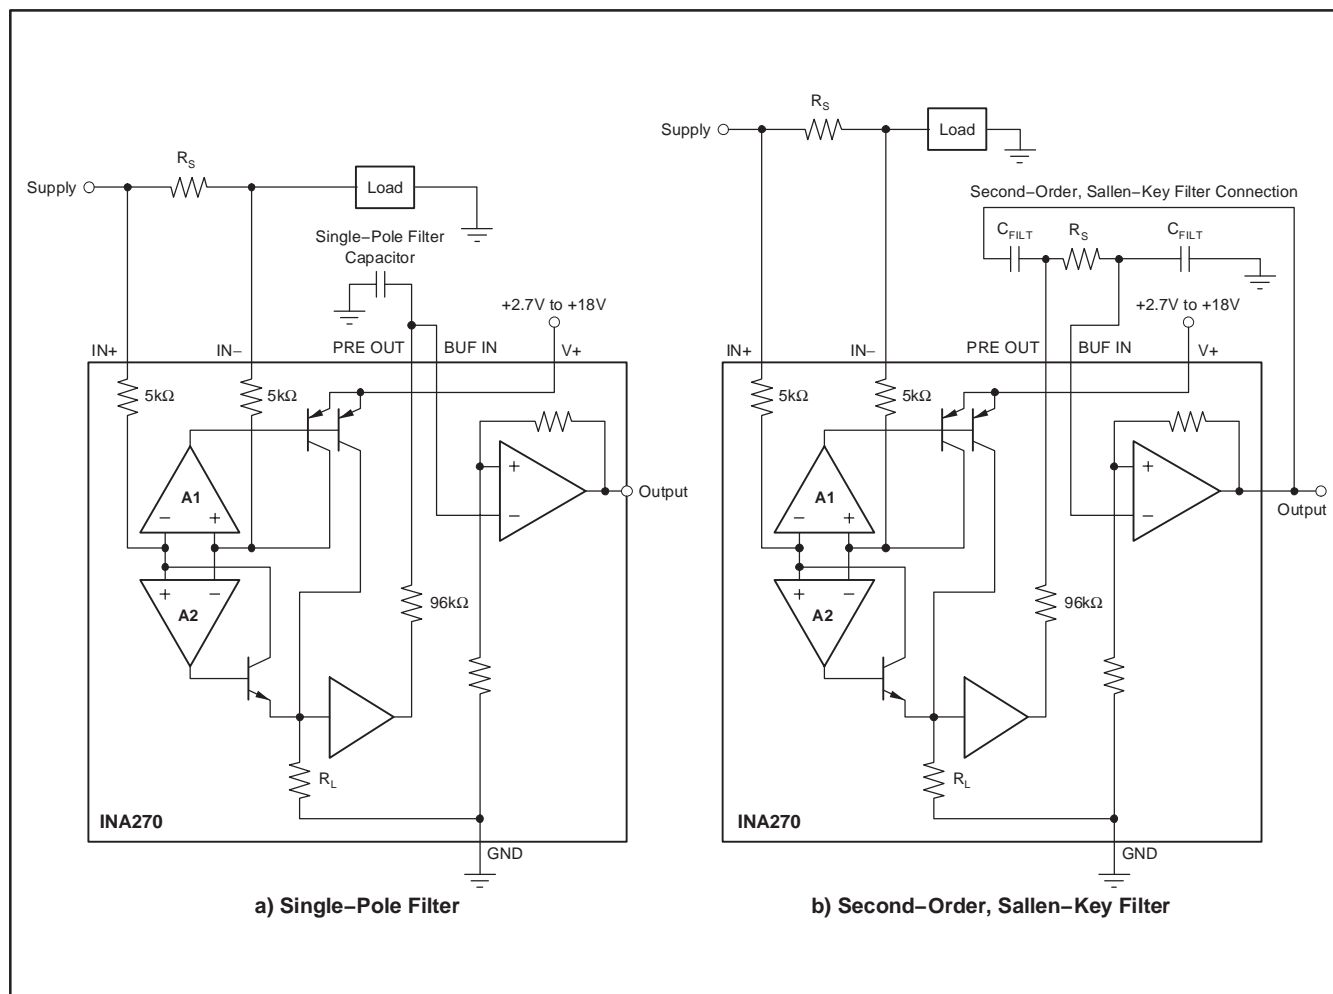 R_S
Supply
Load
Single−Pole Filter
Capacitor
+2.7V to +18V
IN+
IN−
PRE OUT
BUF IN
V+
5kΩ
5kΩ
A1
−
+
+
−
Output
A2
+
−
96kΩ
R_L
INA270
GND
a) Single−Pole Filter
R_S
Supply
Load
Second−Order, Sallen−Key Filter Connection
C_FILT
R_S
C_FILT
+2.7V to +18V
IN+
IN−
PRE OUT
BUF IN
V+
5kΩ
5kΩ
A1
−
+
+
−
Output
A2
+
−
96kΩ
R_L
INA270
GND
b) Second−Order, Sallen−Key Filter